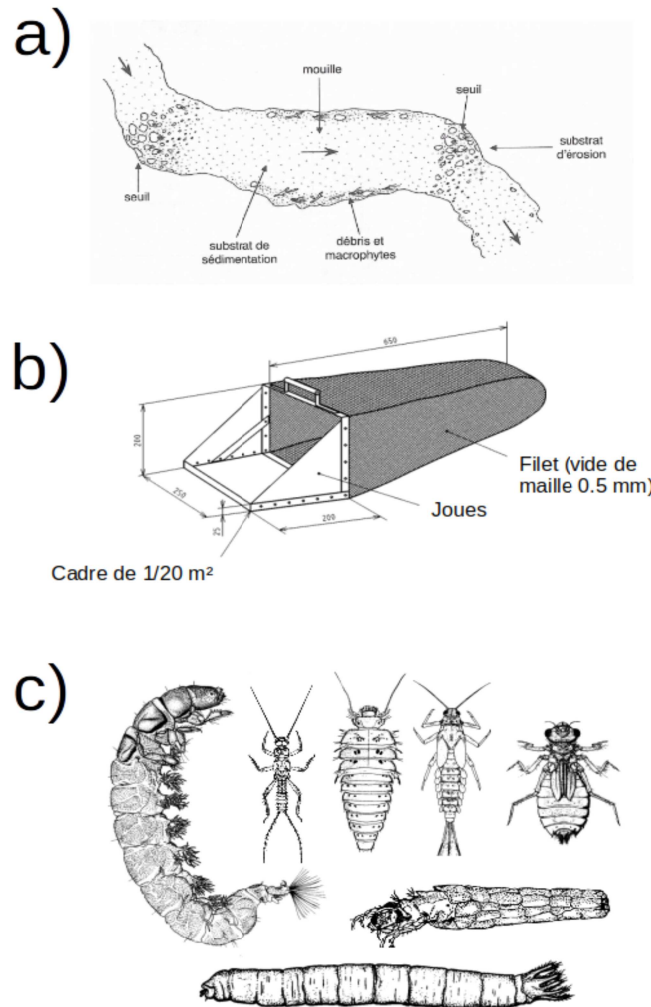 a)
mouille
seuil
substrat
d'érosion
seuil
substrat de
sédimentation
débris et
macrophytes
b)
650
200
250
25
200
Filet (vide de
maille 0.5 mm)
Joues
Cadre de 1/20 m²
c)